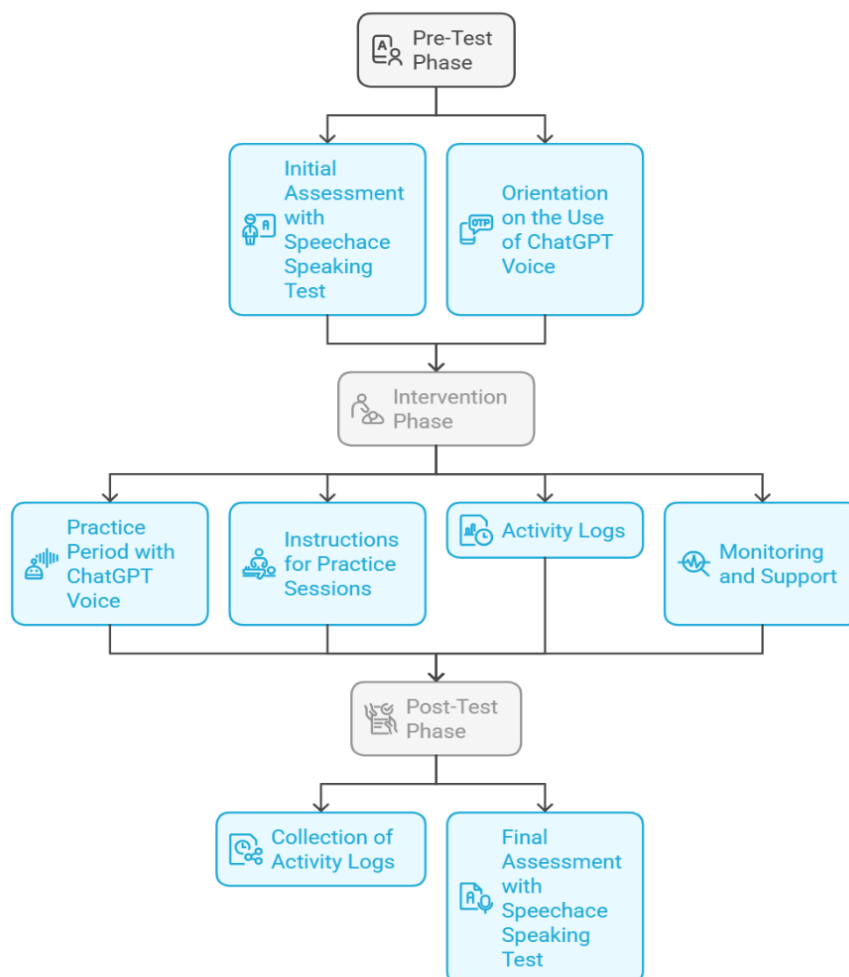 Pre-Test
Phase
Initial
Assessment
with
Speechace
Speaking
Test
Orientation
on the Use
of ChatGPT
Voice
Intervention
Phase
Practice
Period with
ChatGPT
Voice
Instructions
for Practice
Sessions
Activity Logs
Monitoring
and Support
Post-Test
Phase
Collection of
Activity Logs
Final
Assessment
with
Speechace
Speaking
Test
A
A
OTP
A